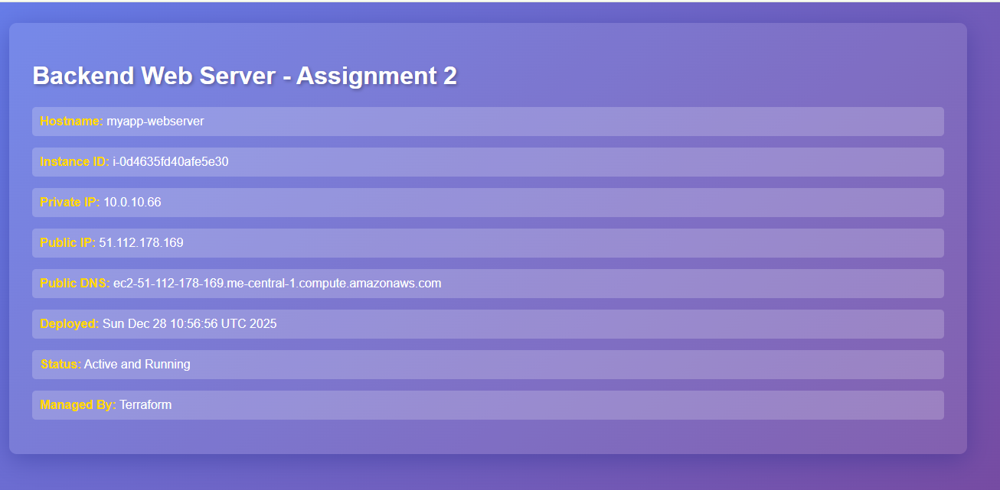 Backend Web Server - Assignment 2
Hostname: myapp-webserver
Instance ID: i-0d4635fd40afe5e30
Private IP: 10.0.10.66
Public IP: 51.112.178.169
Public DNS: ec2-51-112-178-169.me-central-1.compute.amazonaws.com
Deployed: Sun Dec 28 10:56:56 UTC 2025
Status: Active and Running
Managed By: Terraform